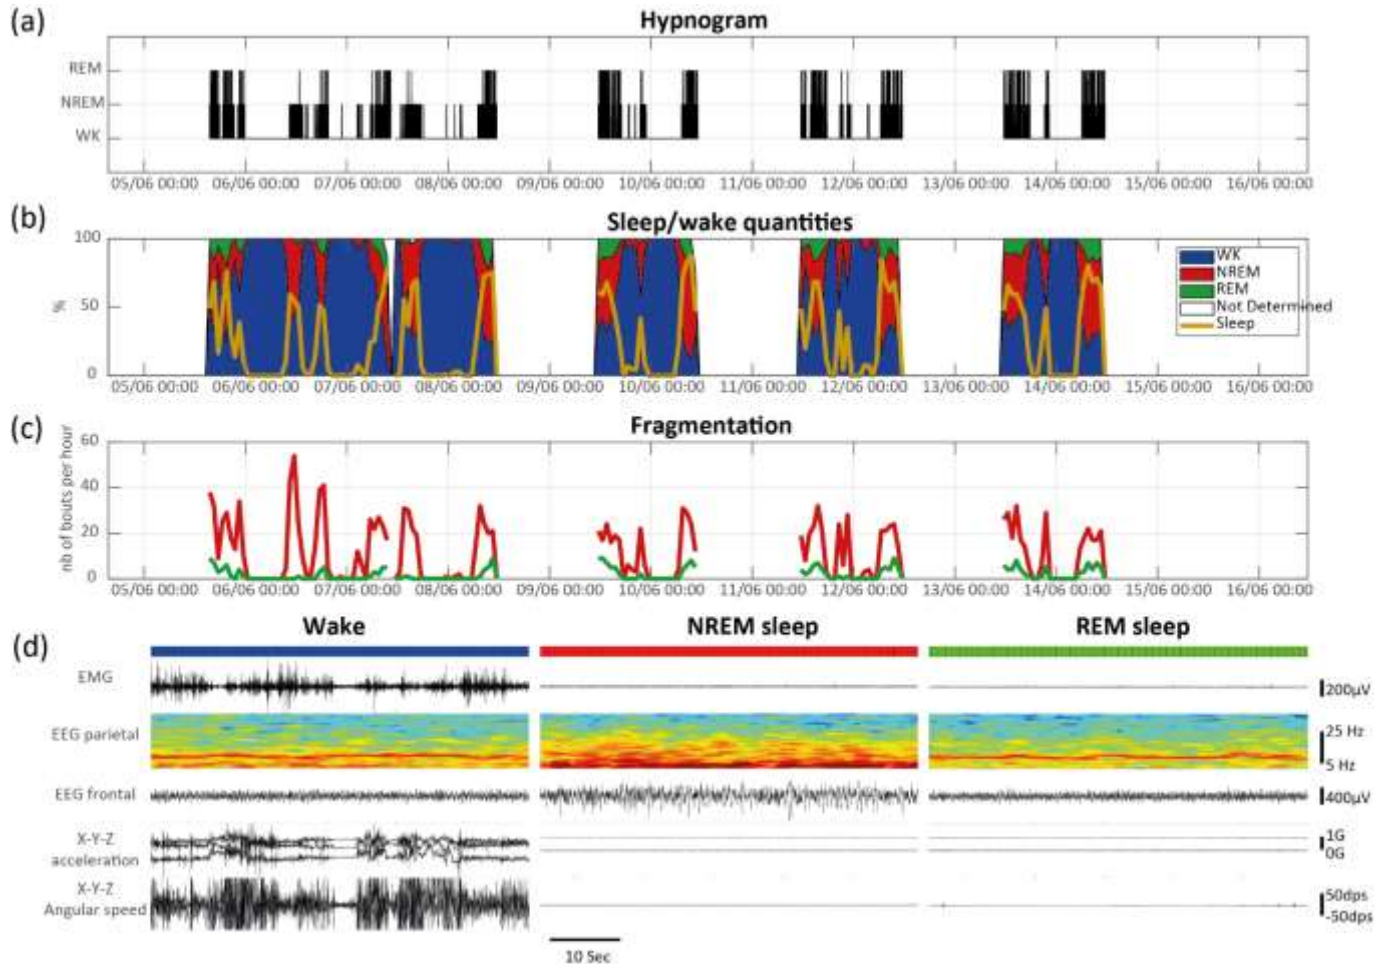 (a)
Hypnogram
REM
NREM
WK
05/06 00:00 06/06 00:00 07/06 00:00 08/06 00:00 09/06 00:00 10/06 00:00 11/06 00:00 12/06 00:00 13/06 00:00 14/06 00:00 15/06 00:00 16/06 00:00
(b)
Sleep/wake quantities
100
50
0
%
WK
NREM
REM
Not Determined
Sleep
05/06 00:00 06/06 00:00 07/06 00:00 08/06 00:00 09/06 00:00 10/06 00:00 11/06 00:00 12/06 00:00 13/06 00:00 14/06 00:00 15/06 00:00 16/06 00:00
(c)
Fragmentation
nb of bouts per hour
60
40
20
0
05/06 00:00 06/06 00:00 07/06 00:00 08/06 00:00 09/06 00:00 10/06 00:00 11/06 00:00 12/06 00:00 13/06 00:00 14/06 00:00 15/06 00:00 16/06 00:00
(d)
Wake NREM sleep REM sleep
EMG
200µV
EEG parietal
25 Hz
5 Hz
EEG frontal
400µV
X-Y-Z
acceleration
1G
0G
X-Y-Z
Angular speed
50dps
-50dps
10 Sec